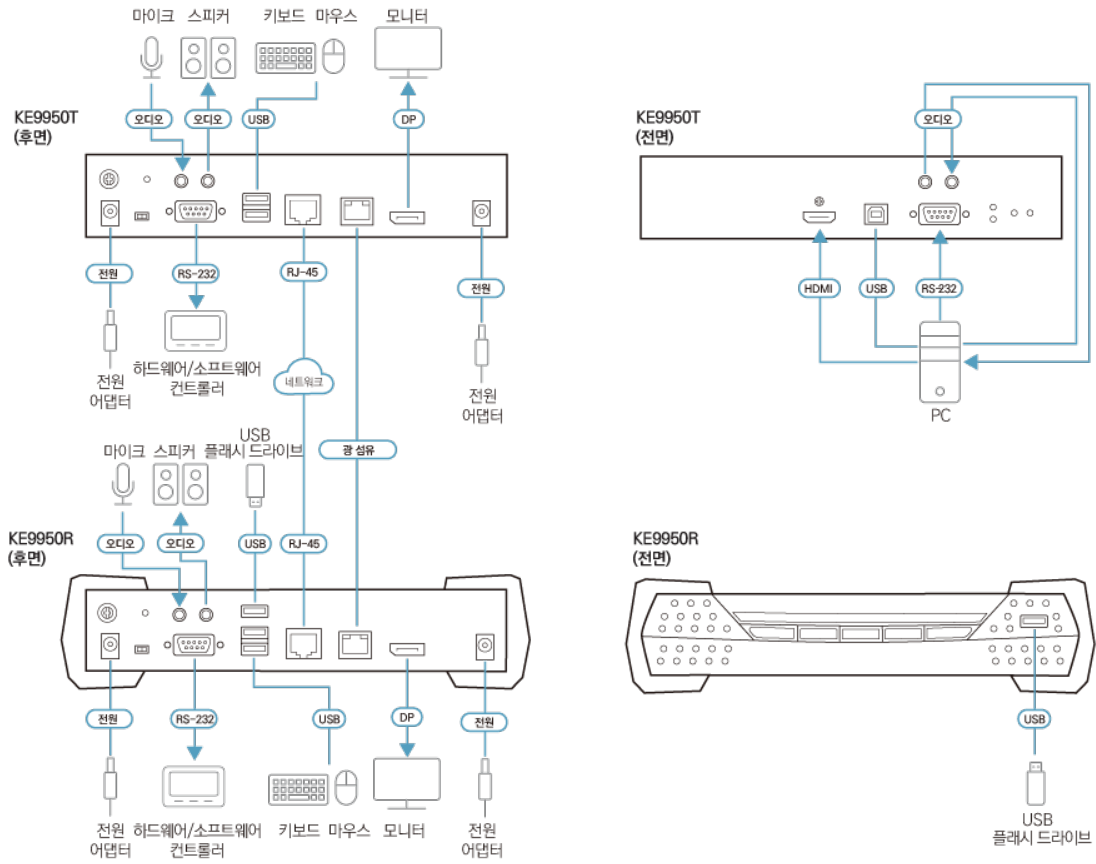 마이크 스피커 키보드 마우스 모니터
KE9950T
(후면)
오디오 오디오 USB DP
전원 RS-232 RJ-45 전원
하드웨어/소프트웨어
컨트롤러
전원
어댑터
네트워크
전원
어댑터
광 섬유
KE9950T
(전면)
오디오
HDMI USB RS-232
PC
마이크 스피커
USB
플래시 드라이브
KE9950R
(후면)
오디오 오디오 USB RJ-45
전원 RS-232 USB DP 전원
전원
어댑터
하드웨어/소프트웨어
컨트롤러
키보드 마우스 모니터
전원
어댑터
KE9950R
(전면)
USB
USB
플래시 드라이브